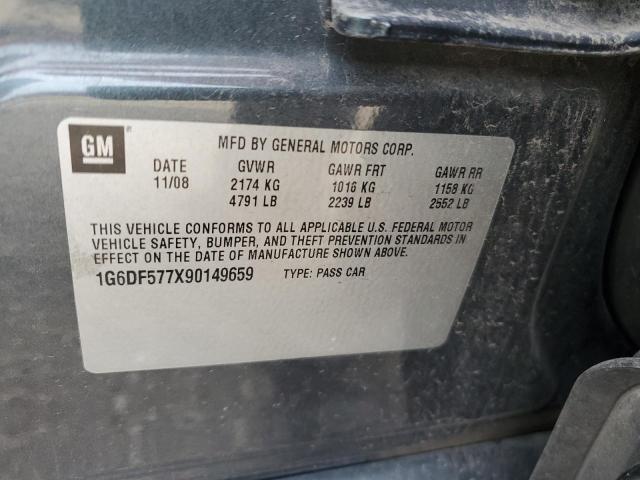 GM
MFD BY GENERAL MOTORS CORP.
DATE GVWR GAWR FRT GAWR RR
11/08 2174 KG 1016 KG 1158 KG
4791 LB 2239 LB 2552 LB
THIS VEHICLE CONFORMS TO ALL APPLICABLE U.S. FEDERAL MOTOR
VEHICLE SAFETY, BUMPER, AND THEFT PREVENTION STANDARDS IN
EFFECT ON THE DATE OF MANUFACTURE SHOWN ABOVE.
1G6DF577X90149659 TYPE: PASS CAR